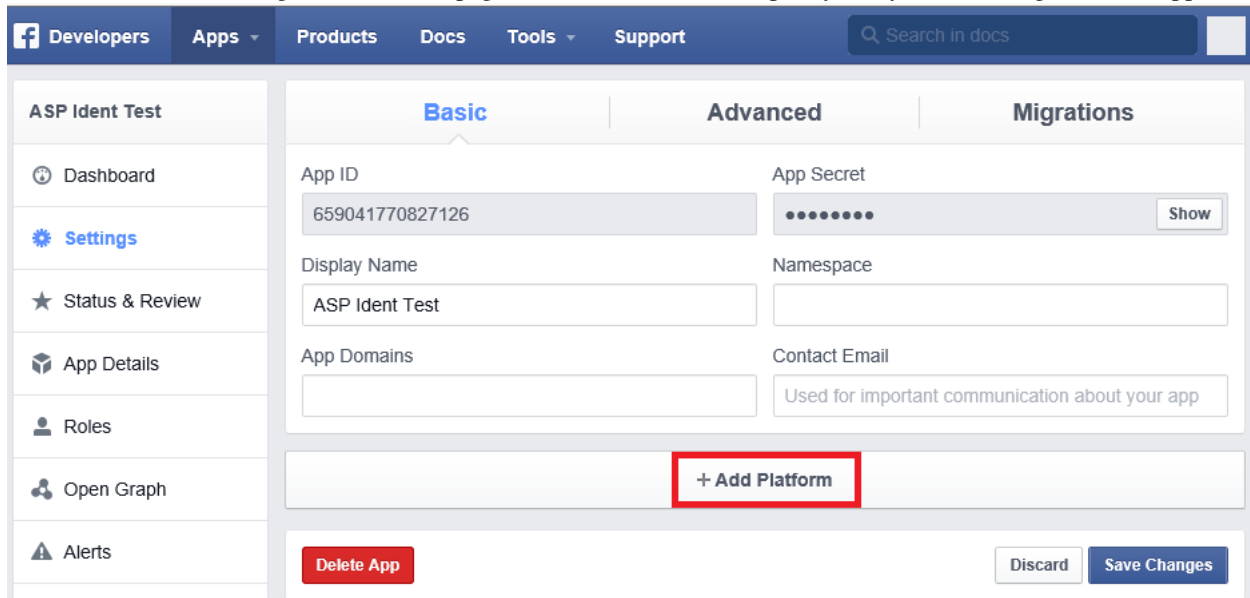 Developers Apps Products Docs Tools Support Search in docs
ASP Ident Test
Dashboard
Settings
Status & Review
App Details
Roles
Open Graph
Alerts
Basic Advanced Migrations
App ID App Secret
659041770827126 •••••••• Show
Display Name Namespace
ASP Ident Test
App Domains Contact Email
Used for important communication about your app
+ Add Platform
Delete App Discard Save Changes